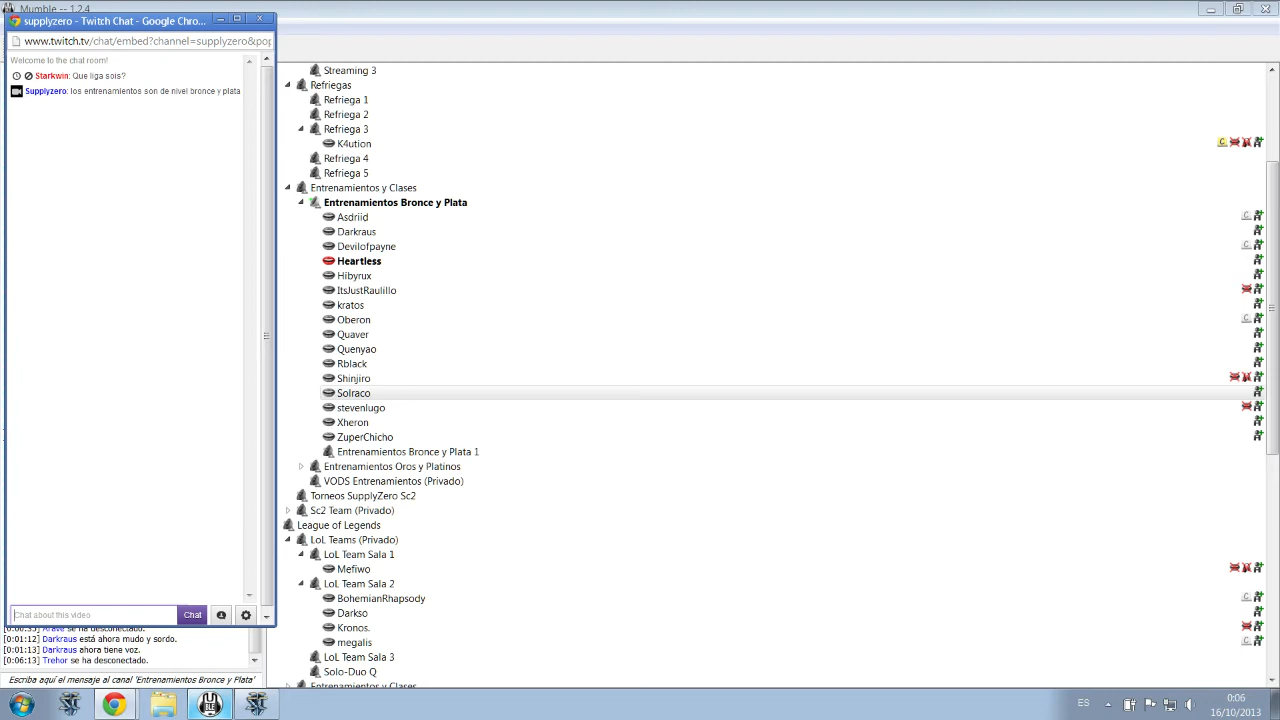 Mumble -- 1.2.4
supplyzero - Twitch Chat - Google Chro...
www.twitch.tv/chat/embed?channel=supplyzero&pop
Welcome to the chat room!
Starkwin: Que liga sois?
Supplyzero: los entrenamientos son de nivel bronce y plata
Chat about this video
Chat
se ha desconectado.
[0:01:12] Darkraus está ahora mudo y sordo.
[0:01:13] Darkraus ahora tiene voz.
[0:06:13] Trehor se ha desconectado.
Escriba aquí el mensaje al canal 'Entrenamientos Bronce y Plata'
Streaming 3
Refriegas
Refriega 1
Refriega 2
Refriega 3
K4ution
C
Refriega 4
Refriega 5
Entrenamientos y Clases
Entrenamientos Bronce y Plata
Asdriid
C
Darkraus
Devilofpayne
C
Heartless
Hibyrux
ItsJustRaulillo
kratos
Oberon
C
Quaver
Quenyao
Rblack
Shinjiro
Solraco
stevenlugo
Xheron
ZuperChicho
Entrenamientos Bronce y Plata 1
Entrenamientos Oros y Platinos
VODS Entrenamientos (Privado)
Torneos SupplyZero Sc2
Sc2 Team (Privado)
League of Legends
LoL Teams (Privado)
LoL Team Sala 1
Mefiwo
LoL Team Sala 2
BohemianRhapsody
C
Darkso
Kronos.
megalis
C
LoL Team Sala 3
Solo-Duo Q
Entrenamientos y Clases
ES
0:06
16/10/2013